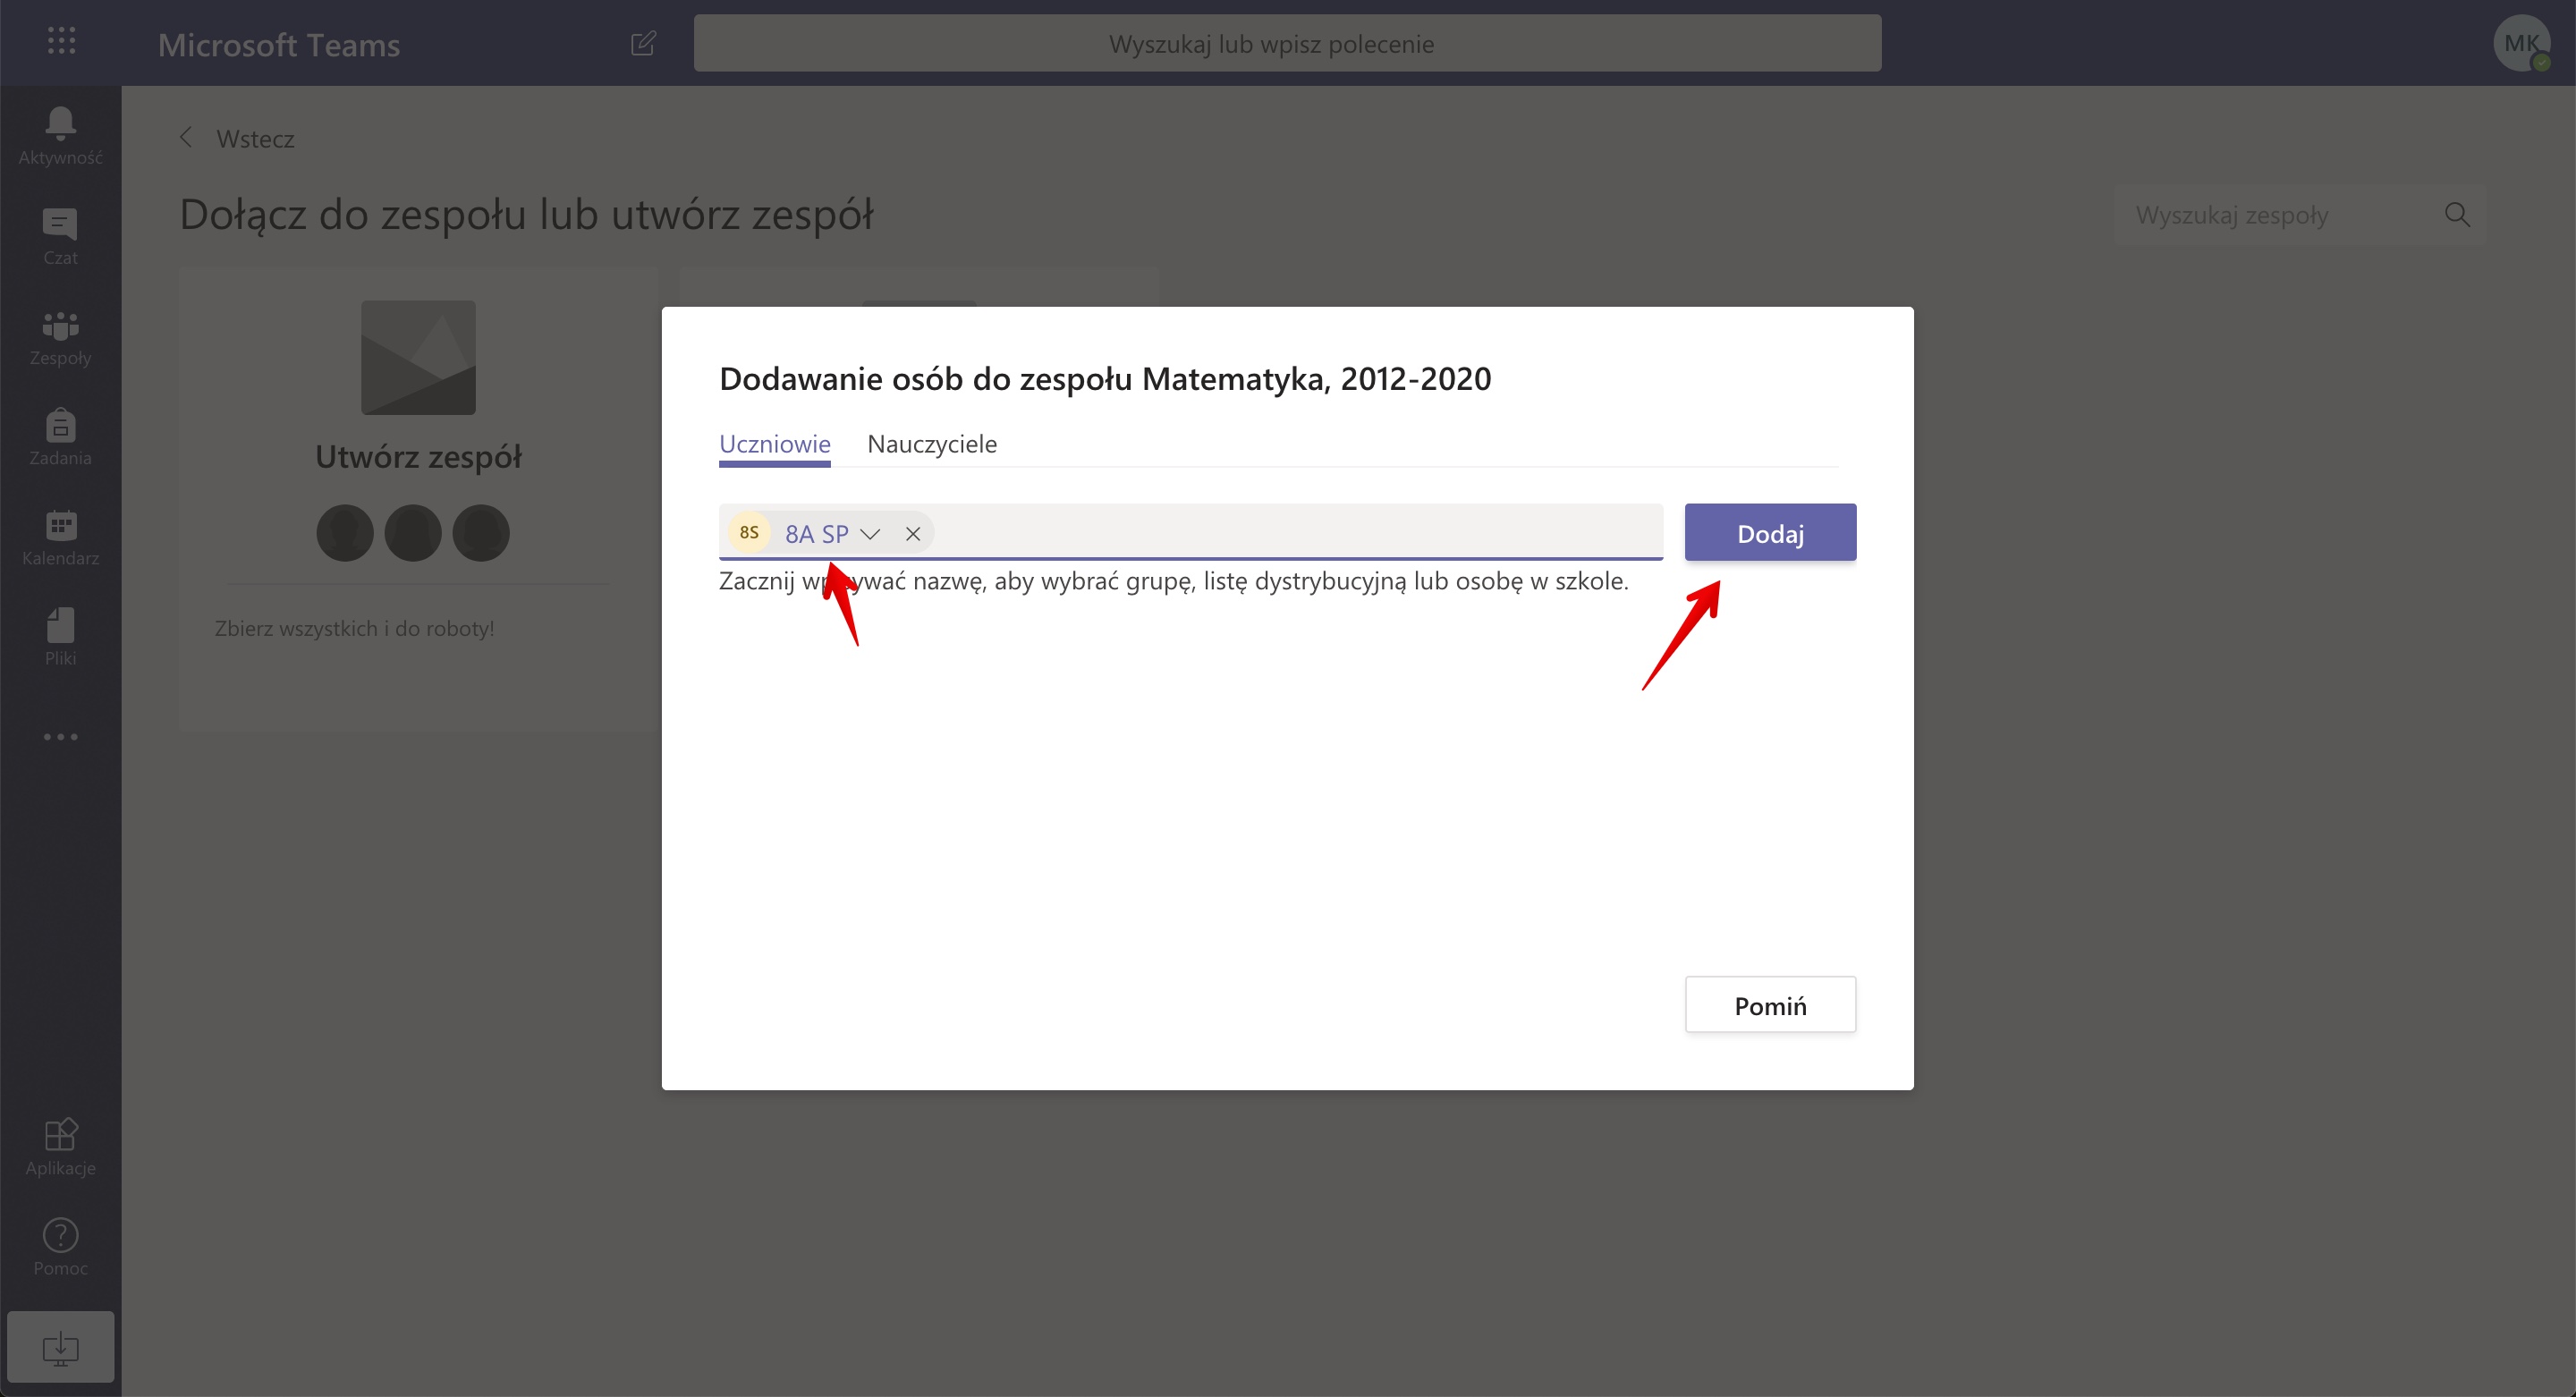 Microsoft Teams
Wyszukaj lub wpisz polecenie
MK
Aktywność
Czat
Zespoły
Zadania
Kalendarz
Pliki
Aplikacje
Pomoc
Wstecz
Dołącz do zespołu lub utwórz zespół
Wyszukaj zespoły
Utwórz zespół
Zbierz wszystkich i do roboty!
Dodawanie osób do zespołu Matematyka, 2012-2020
Uczniowie Nauczyciele
8S 8A SP
Dodaj
Zacznij wpisywać nazwę, aby wybrać grupę, listę dystrybucyjną lub osobę w szkole.
Pomiń